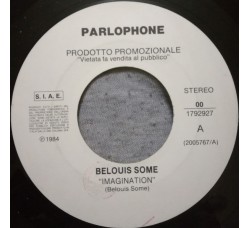 PARLOPHONE
PRODOTTO PROMOZIONALE
"Vietata la vendita al pubblico"
S.I.A.E.
STEREO
00
1792927
A
(2005767/A)
℗1984
BELOUIS SOME
"IMAGINATION"
(Belouis Some)